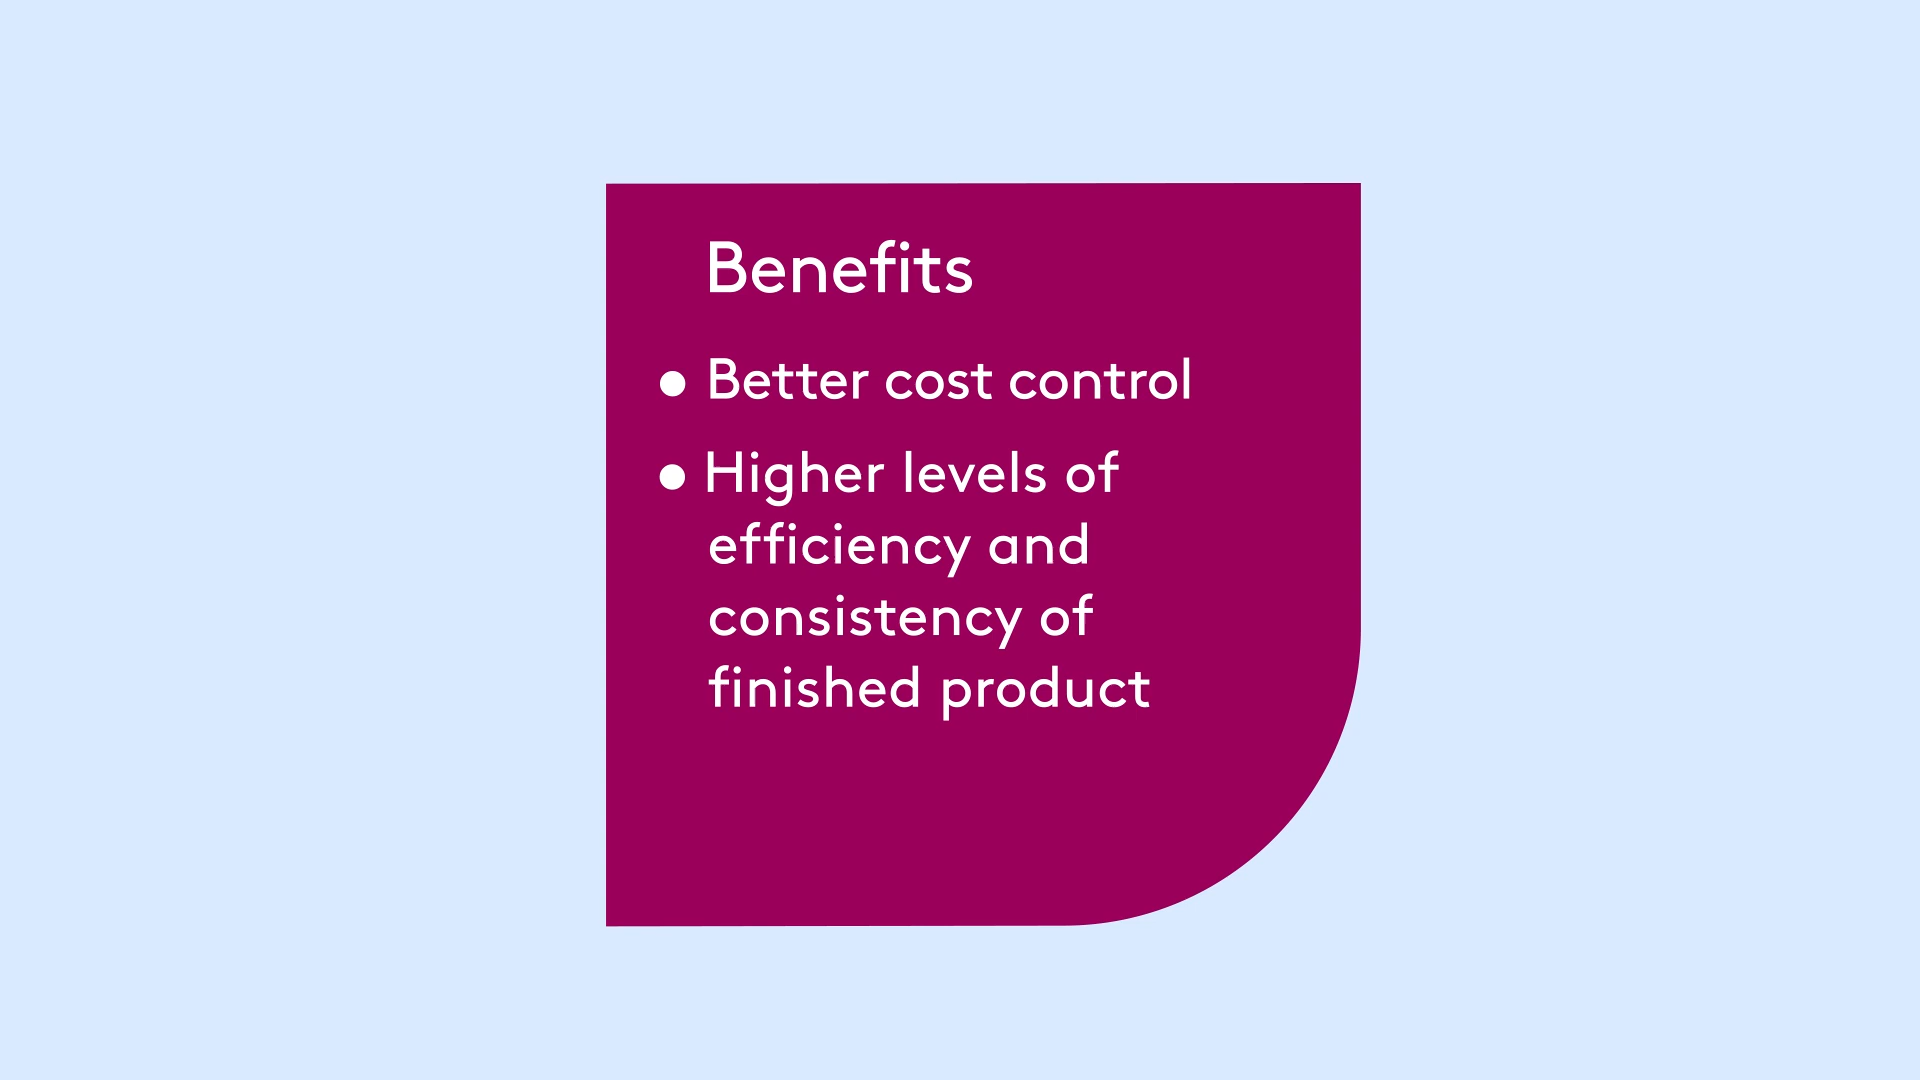 Benefits
● Better cost control
● Higher levels of
efficiency and
consistency of
finished product